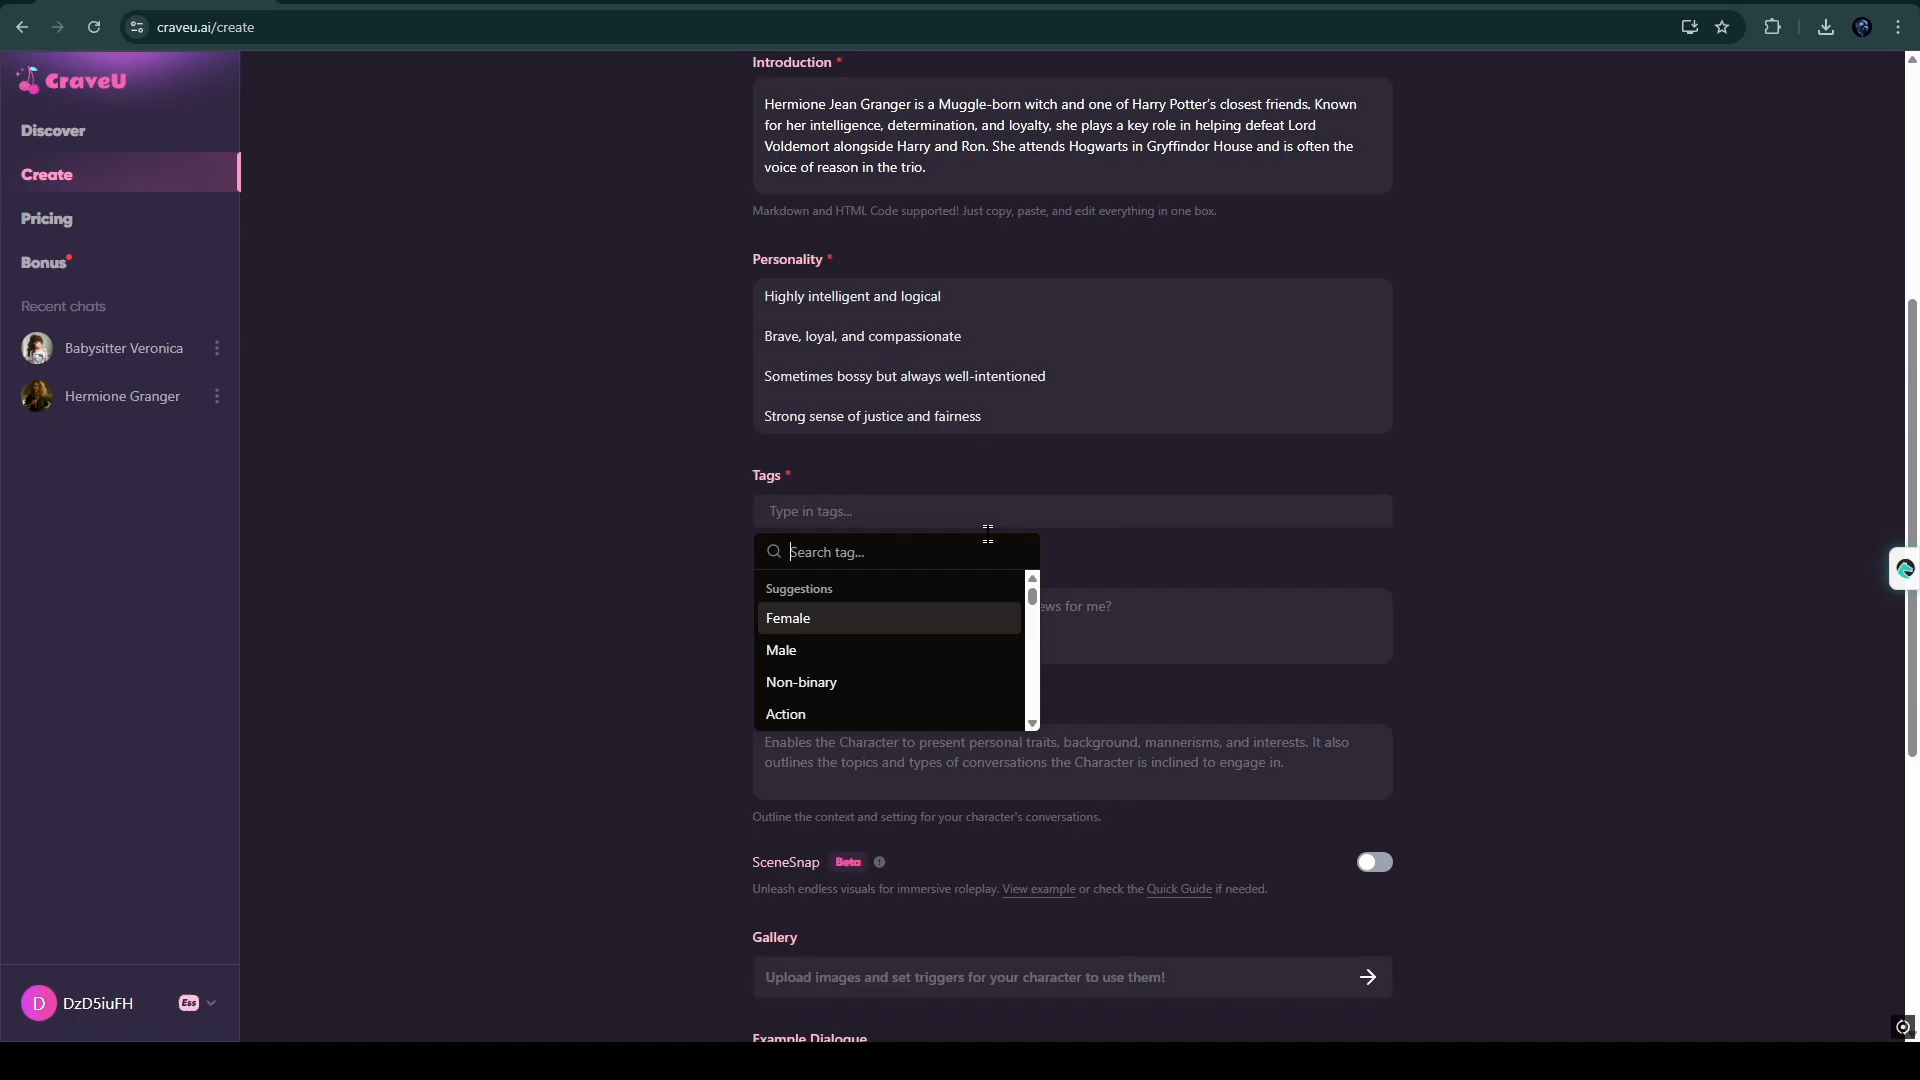 craveu.ai/create
CraveU
Discover
Create
Pricing
Bonus
Recent chats
Babysitter Veronica
Hermione Granger
D DzD5iuFH Ess
Introduction *
Hermione Jean Granger is a Muggle-born witch and one of Harry Potter's closest friends. Known
for her intelligence, determination, and loyalty, she plays a key role in helping defeat Lord
Voldemort alongside Harry and Ron. She attends Hogwarts in Gryffindor House and is often the
voice of reason in the trio.
Markdown and HTML Code supported! Just copy, paste, and edit everything in one box.
Personality *
Highly intelligent and logical
Brave, loyal, and compassionate
Sometimes bossy but always well-intentioned
Strong sense of justice and fairness
Tags *
Type in tags...
Search tag...
Suggestions
Female
for me?
Male
Non-binary
Action
Enables the Character to present personal traits, background, mannerisms, and interests. It also
outlines the topics and types of conversations the Character is inclined to engage in.
Outline the context and setting for your character's conversations.
SceneSnap Beta
Unleash endless visuals for immersive roleplay. View example or check the Quick Guide if needed.
Gallery
Upload images and set triggers for your character to use them!
Example Dialogue